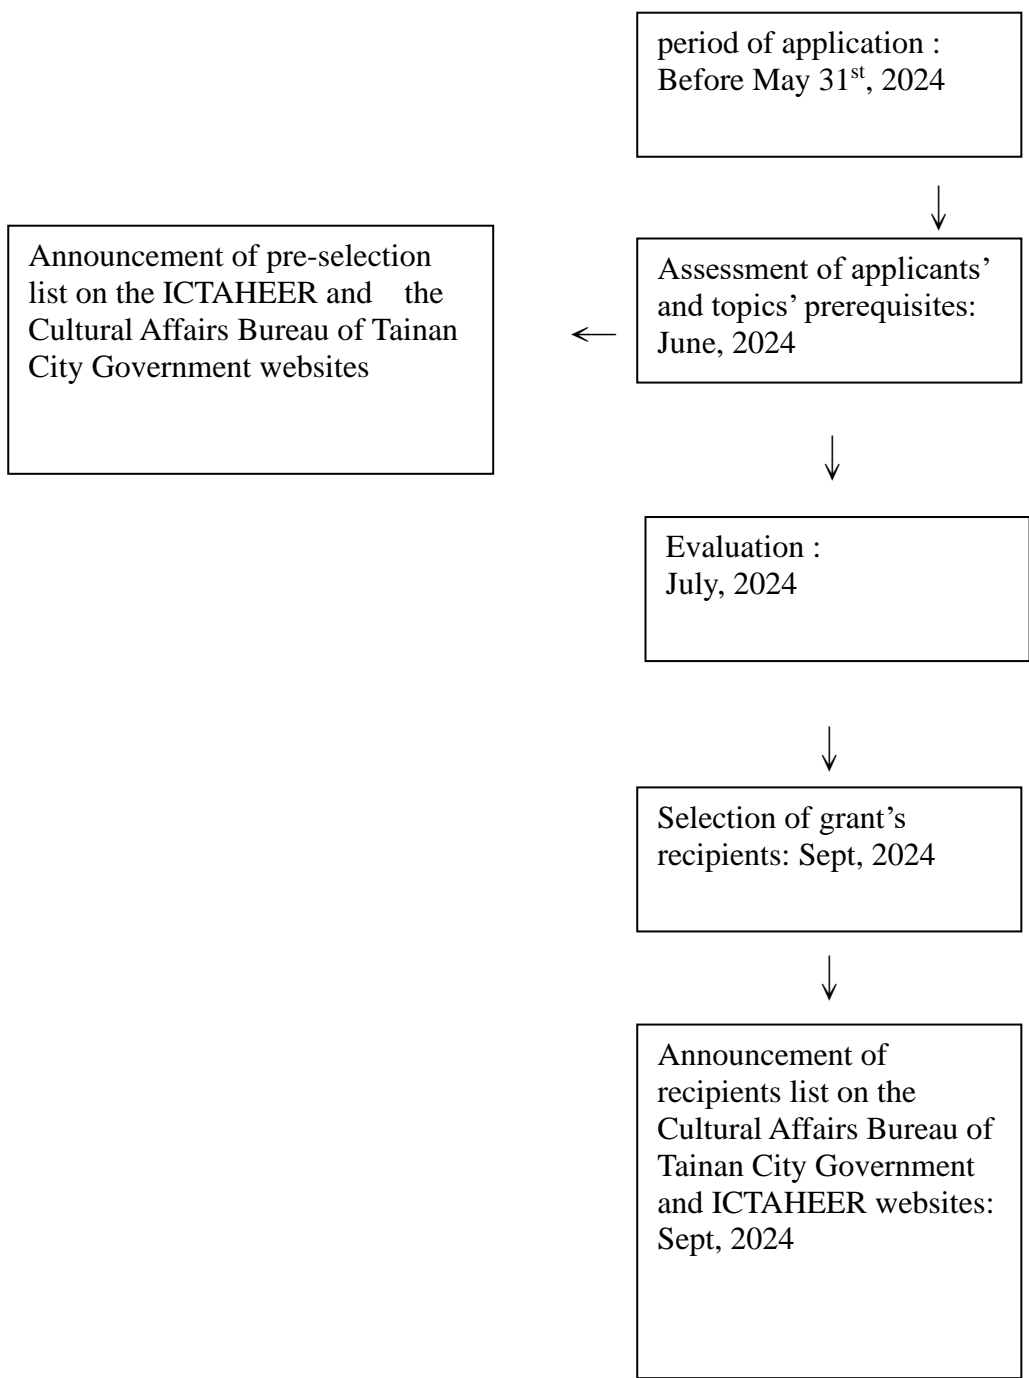 period of application :
Before May 31st, 2024
Announcement of pre-selection
list on the ICTAHEER and the
Cultural Affairs Bureau of Tainan
City Government websites
Assessment of applicants’
and topics’ prerequisites:
June, 2024
Evaluation :
July, 2024
Selection of grant’s
recipients: Sept, 2024
Announcement of
recipients list on the
Cultural Affairs Bureau of
Tainan City Government
and ICTAHEER websites:
Sept, 2024